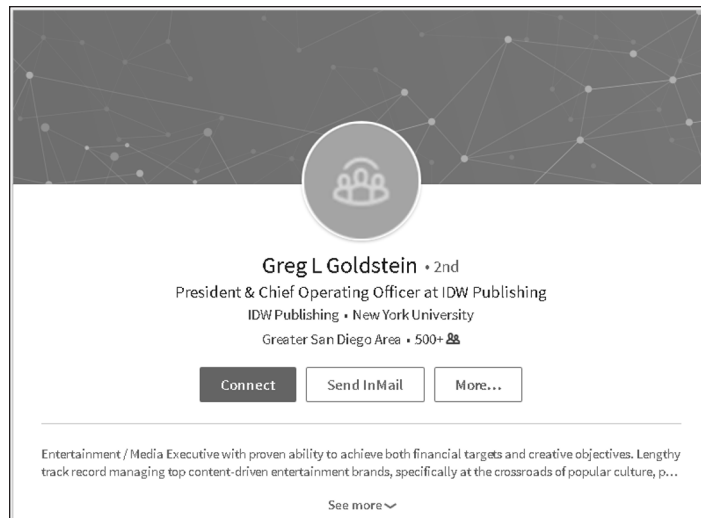 Greg L Goldstein • 2nd
President & Chief Operating Officer at IDW Publishing
IDW Publishing • New York University
Greater San Diego Area • 500+
Connect Send InMail More...
Entertainment / Media Executive with proven ability to achieve both financial targets and creative objectives. Lengthy
track record managing top content-driven entertainment brands, specifically at the crossroads of popular culture, p...
See more